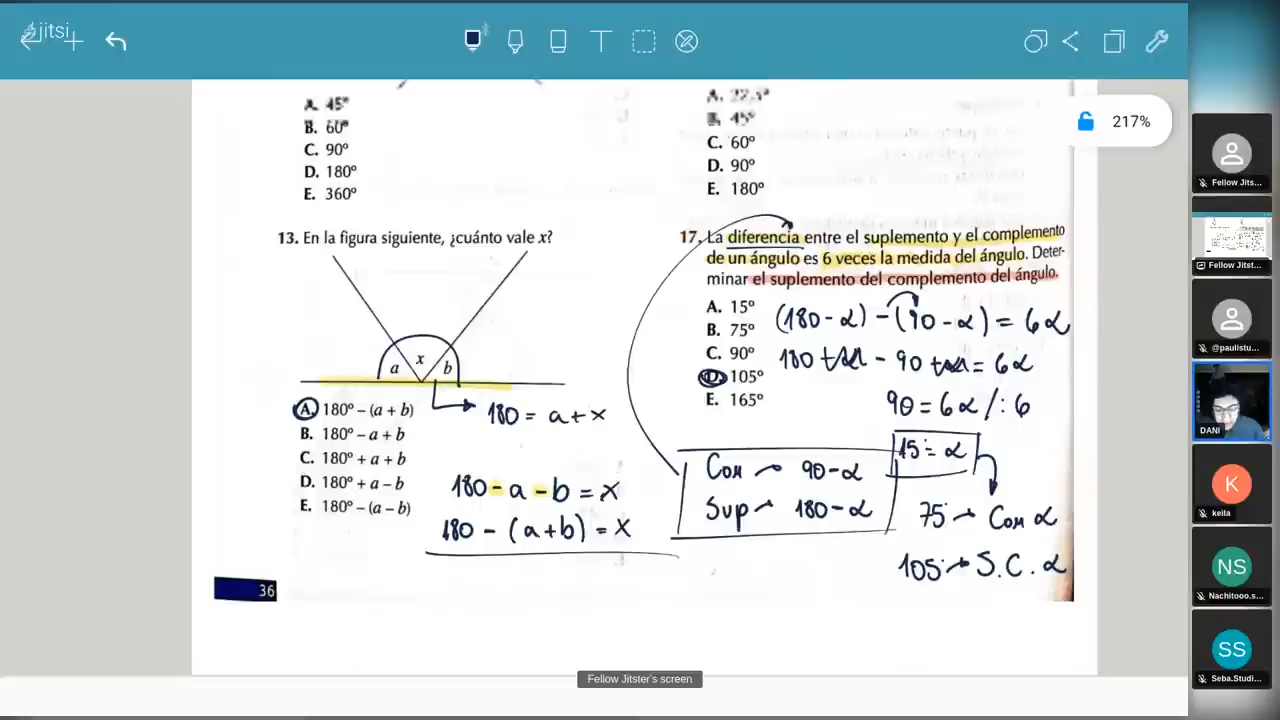 jitsi
217%
A. 45°
B. 60°
C. 90°
D. 180°
E. 360°
13. En la figura siguiente, ¿cuánto vale x?
a
x
b
A. 180° – (a + b)
B. 180° – a + b
C. 180° + a + b
D. 180° + a – b
E. 180° – (a – b)
180 = a + x
180 - a - b = x
180 - (a+b) = x
36
B. 45°
C. 60°
D. 90°
E. 180°
17. La diferencia entre el suplemento y el complemento
de un ángulo es 6 veces la medida del ángulo. Deter-
minar el suplemento del complemento del ángulo.
A. 15°
B. 75°
C. 90°
D. 105°
E. 165°
(180 - α) - (90 - α) = 6α
180 - 90 = 6α
90 = 6α /: 6
15 = α
Com 90-α
Sup 180-α
75 Com α
105 S.C. α
Fellow Jitster's screen
Fellow Jits...
Fellow Jitst...
@paulistu...
DANI
K
keila
NS
Nachitooo.s...
SS
Seba.Studi...